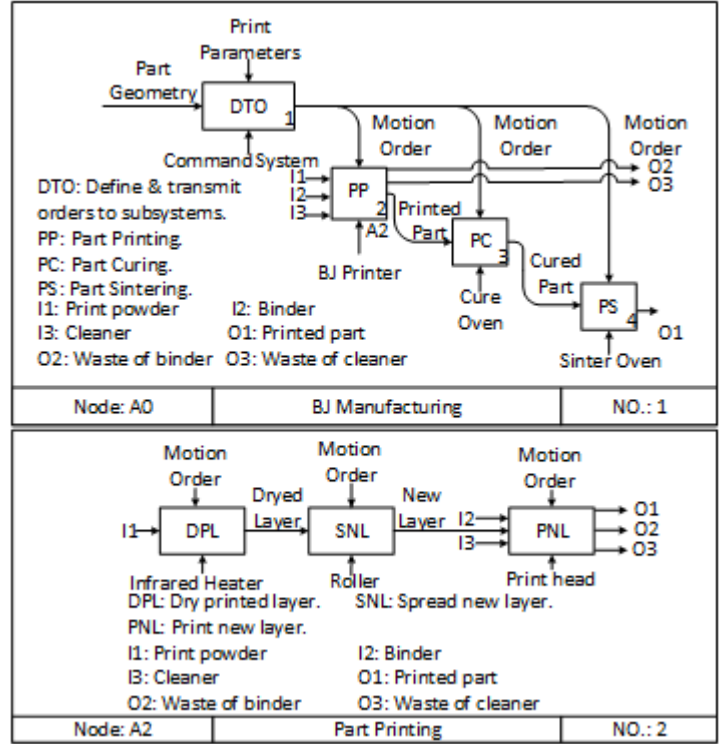 Print
Parameters
Part
Geometry
DTO
1
Command System
Motion
Order
Motion
Order
Motion
Order
I1
I2
I3
PP
2
A2
O2
O3
DTO: Define & transmit
orders to subsystems.
PP: Part Printing.
PC: Part Curing.
PS: Part Sintering.
Printed
Part
PC
3
BJ Printer
Cure
Oven
Cured
Part
PS
4
O1
Sinter Oven
I1: Print powder I2: Binder
I3: Cleaner O1: Printed part
O2: Waste of binder O3: Waste of cleaner
Node: A0 BJ Manufacturing NO.: 1
Motion
Order
Motion
Order
Motion
Order
Dryed
Layer
New
Layer
I1
DPL
SNL
I2
I3
PNL
O1
O2
O3
Infrared Heater
Roller
Print head
DPL: Dry printed layer. SNL: Spread new layer.
PNL: Print new layer.
I1: Print powder I2: Binder
I3: Cleaner O1: Printed part
O2: Waste of binder O3: Waste of cleaner
Node: A2 Part Printing NO.: 2